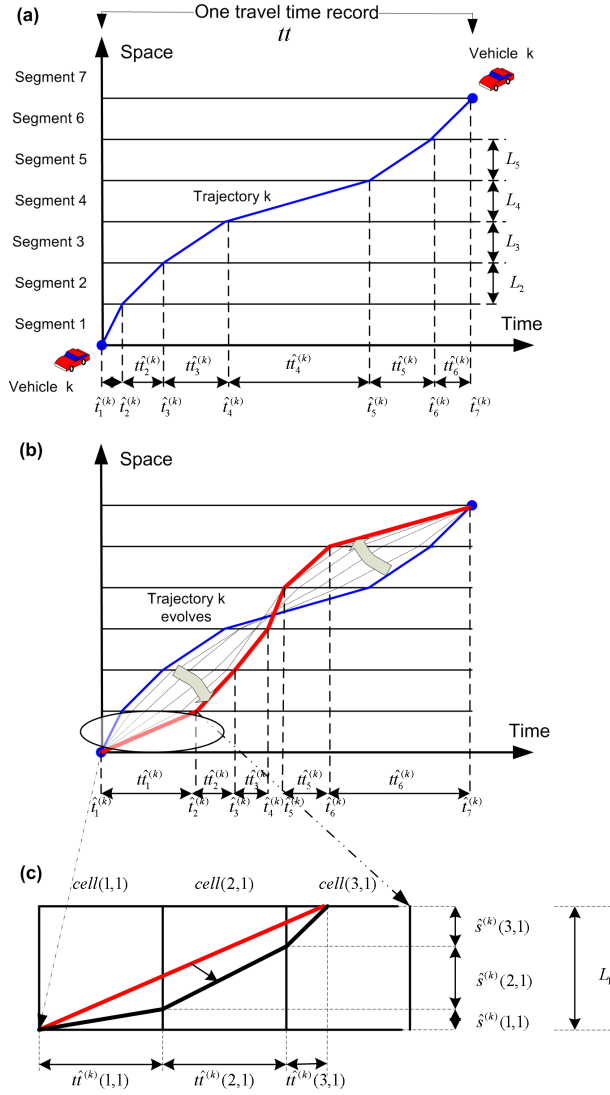 (a)
One travel time record
tt
Space
Vehicle k
Segment 7
Segment 6
Segment 5
L₅
Segment 4
Trajectory k
L₄
Segment 3
L₃
Segment 2
L₂
Segment 1
Time
Vehicle k
t̂t₂⁽ᵏ⁾ t̂t₃⁽ᵏ⁾ t̂t₄⁽ᵏ⁾ t̂t₅⁽ᵏ⁾ t̂t₆⁽ᵏ⁾
t̂₁⁽ᵏ⁾ t̂₂⁽ᵏ⁾ t̂₃⁽ᵏ⁾ t̂₄⁽ᵏ⁾ t̂₅⁽ᵏ⁾ t̂₆⁽ᵏ⁾ t̂₇⁽ᵏ⁾
(b)
Space
Trajectory k
evolves
Time
t̂t₁⁽ᵏ⁾ t̂t₂⁽ᵏ⁾ t̂t₃⁽ᵏ⁾ t̂t₅⁽ᵏ⁾ t̂t₆⁽ᵏ⁾
t̂₁⁽ᵏ⁾ t̂₂⁽ᵏ⁾ t̂₃⁽ᵏ⁾ t̂₄⁽ᵏ⁾ t̂₅⁽ᵏ⁾ t̂₆⁽ᵏ⁾ t̂₇⁽ᵏ⁾
(c)
cell(1,1) cell(2,1) cell(3,1)
ŝ⁽ᵏ⁾(3,1)
ŝ⁽ᵏ⁾(2,1)
L₁
ŝ⁽ᵏ⁾(1,1)
t̂t⁽ᵏ⁾(1,1) t̂t⁽ᵏ⁾(2,1) t̂t⁽ᵏ⁾(3,1)